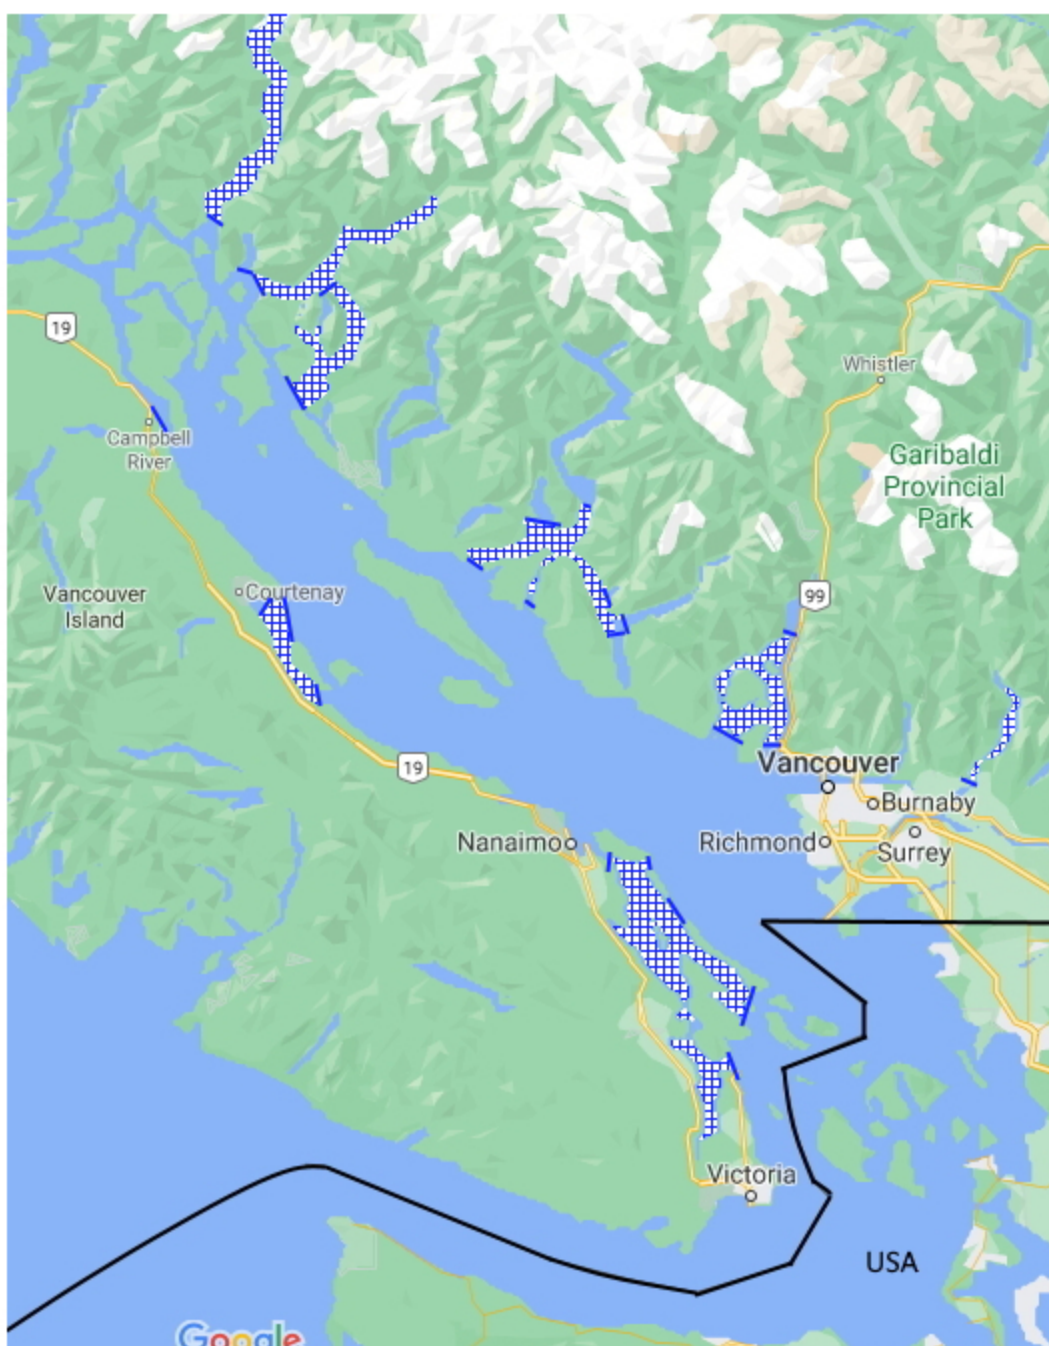 19
Whistler
Campbell
River
Garibaldi
Provincial
Park
Vancouver
Island
Courtenay
99
19
Vancouver
Burnaby
Nanaimo
Richmond
Surrey
Victoria
USA
Google